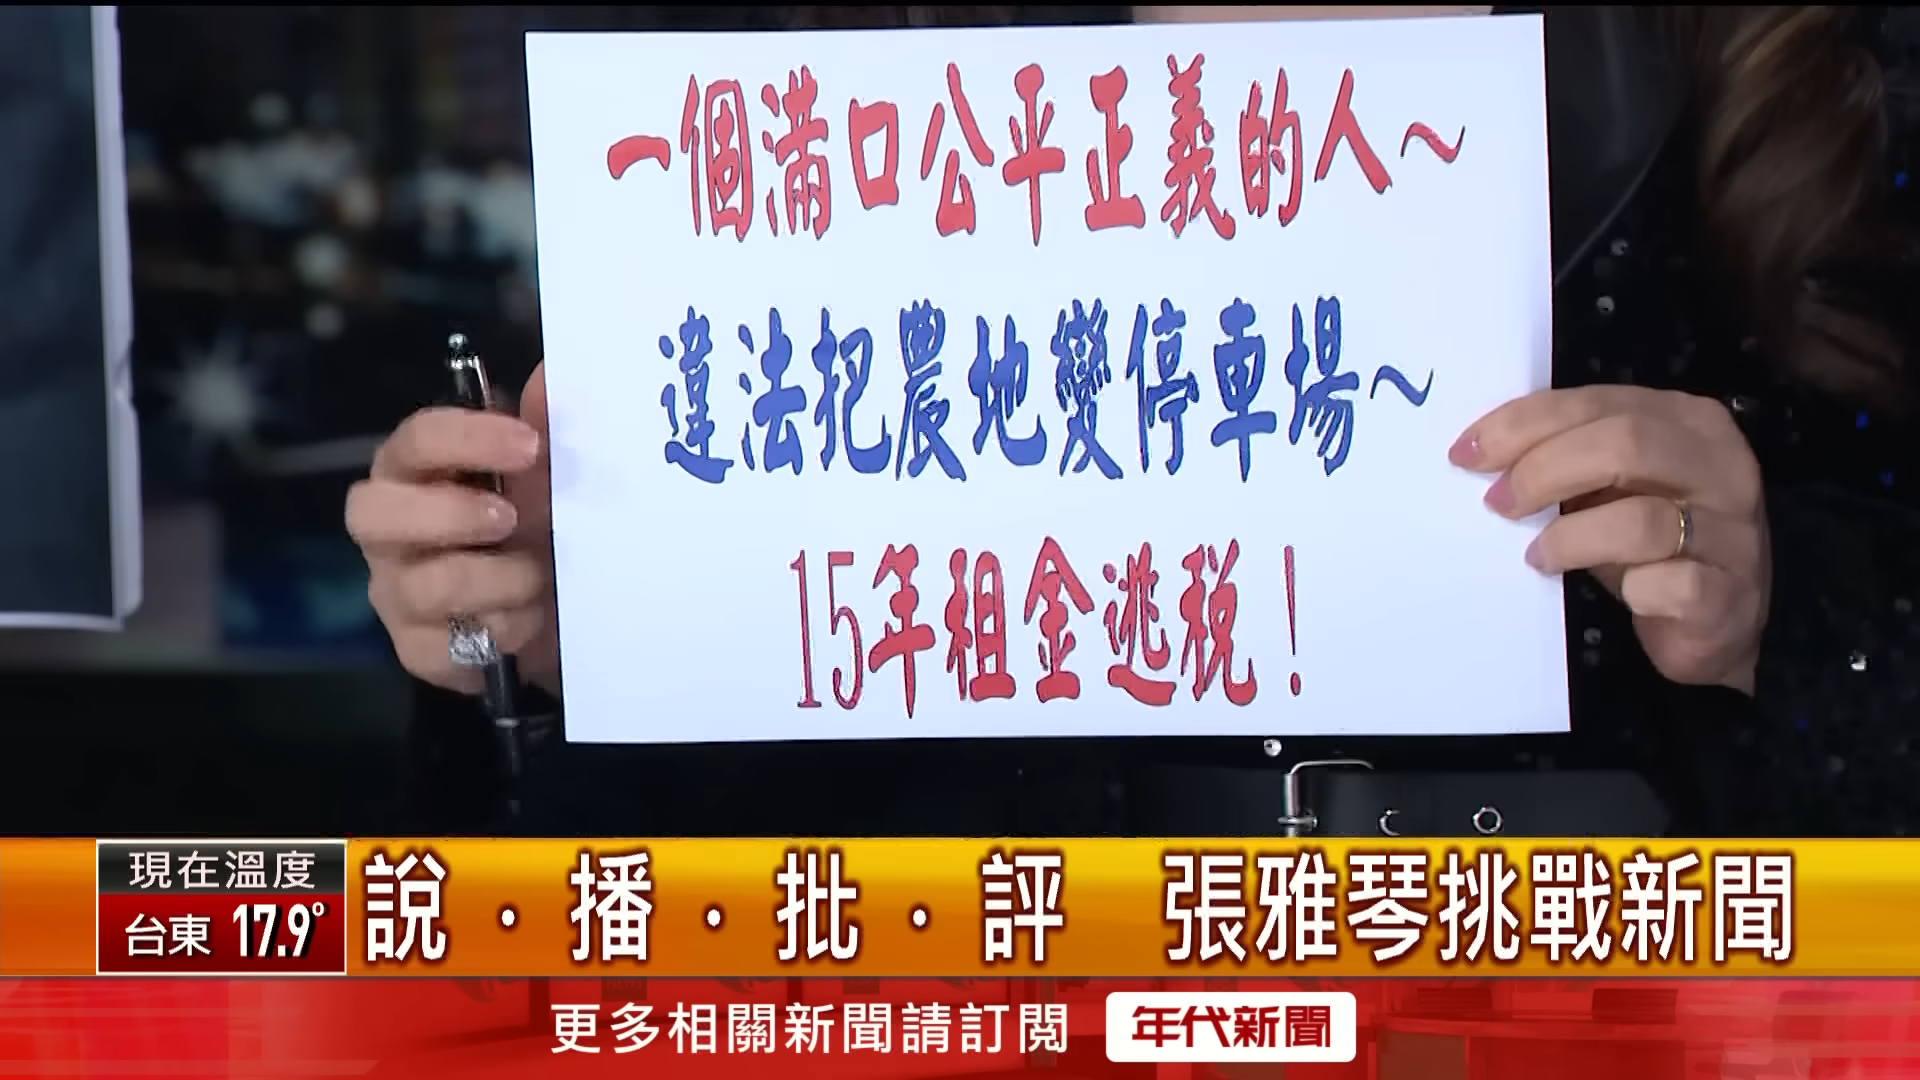 一個滿口公平正義的人～
違法把農地變停車場～
15年租金逃稅！
現在溫度
台東 17.9°
說・播・批・評 張雅琴挑戰新聞
更多相關新聞請訂閱 年代新聞